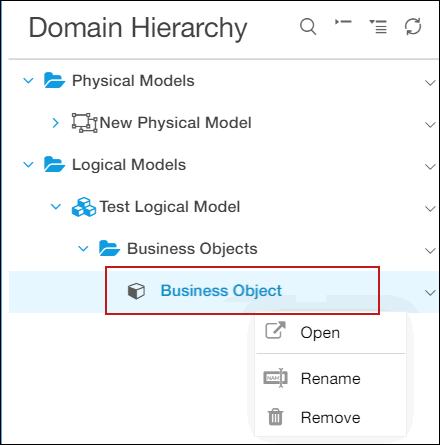 Domain Hierarchy
Physical Models
New Physical Model
Logical Models
Test Logical Model
Business Objects
Business Object
Open
NAM
Rename
Remove